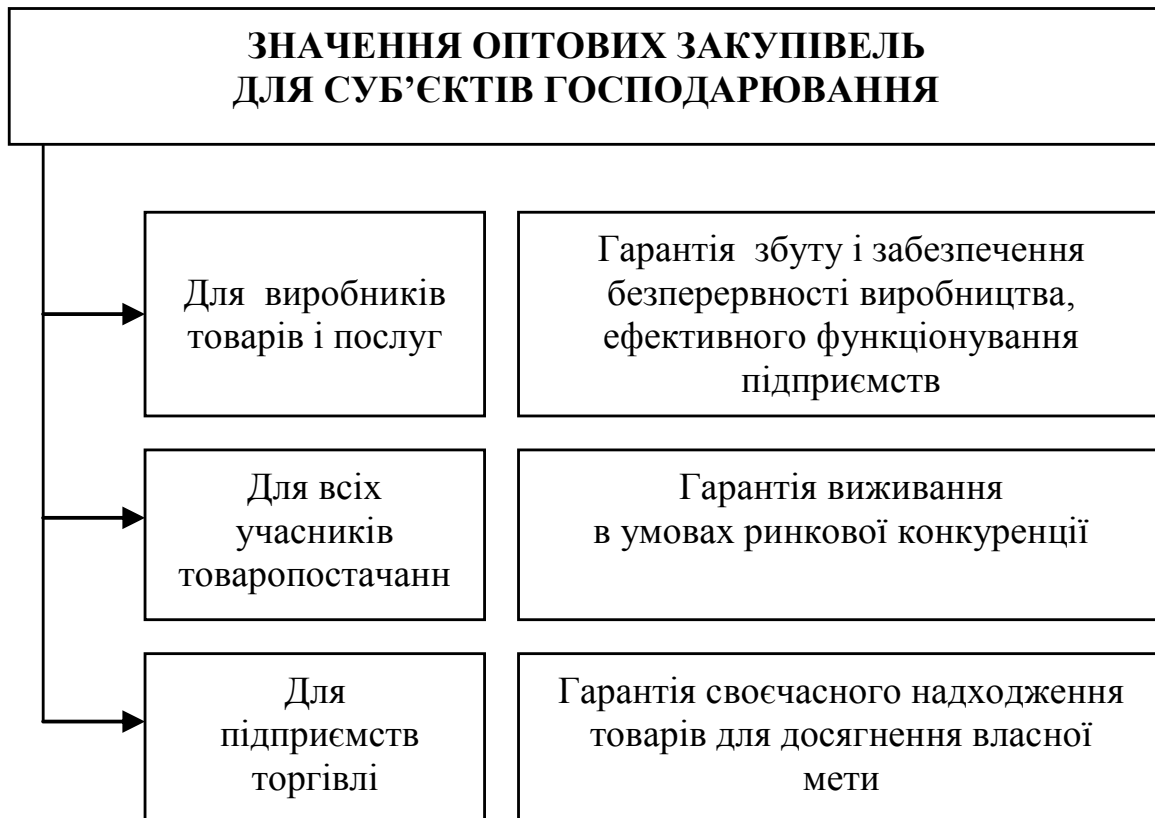 ЗНАЧЕННЯ ОПТОВИХ ЗАКУПІВЕЛЬ
ДЛЯ СУБ’ЄКТІВ ГОСПОДАРЮВАННЯ
Для виробників
товарів і послуг
Гарантія збуту і забезпечення
безперервності виробництва,
ефективного функціонування
підприємств
Для всіх
учасників
товаропостачанн
Гарантія виживання
в умовах ринкової конкуренції
Для
підприємств
торгівлі
Гарантія своєчасного надходження
товарів для досягнення власної
мети